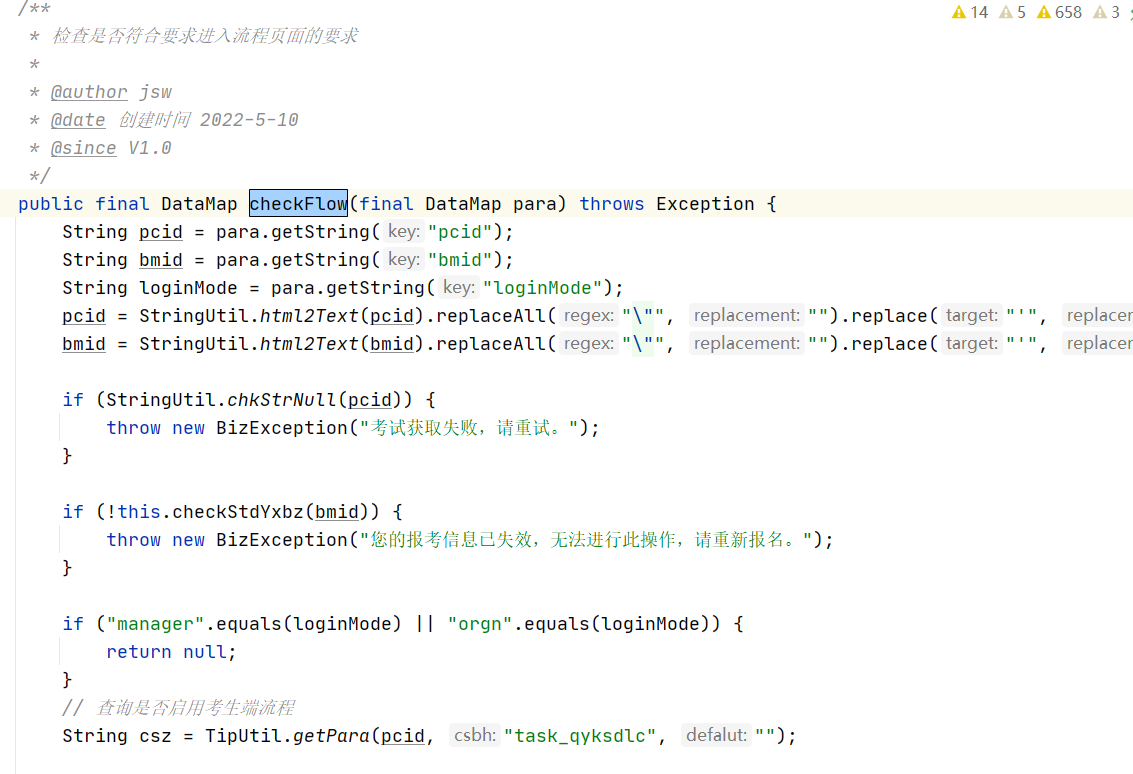 /**
14 5 658 3
* 检查是否符合要求进入流程页面的要求
*
* @author jsw
* @date 创建时间 2022-5-10
* @since V1.0
*/
public final DataMap checkFlow(final DataMap para) throws Exception {
String pcid = para.getString( key: "pcid");
String bmid = para.getString( key: "bmid");
String loginMode = para.getString( key: "loginMode");
pcid = StringUtil.html2Text(pcid).replaceAll( regex: "\"", replacement: "").replace( target: "'",
bmid = StringUtil.html2Text(bmid).replaceAll( regex: "\"", replacement: "").replace( target: "'",
if (StringUtil.chkStrNull(pcid)) {
throw new BizException("考试获取失败，请重试。");
}
if (!this.checkStdYxbz(bmid)) {
throw new BizException("您的报考信息已失效，无法进行此操作，请重新报名。");
}
if ("manager".equals(loginMode) || "orgn".equals(loginMode)) {
return null;
}
// 查询是否启用考生端流程
String csz = TipUtil.getPara(pcid, csbh: "task_qyksdlc", defalut: "");